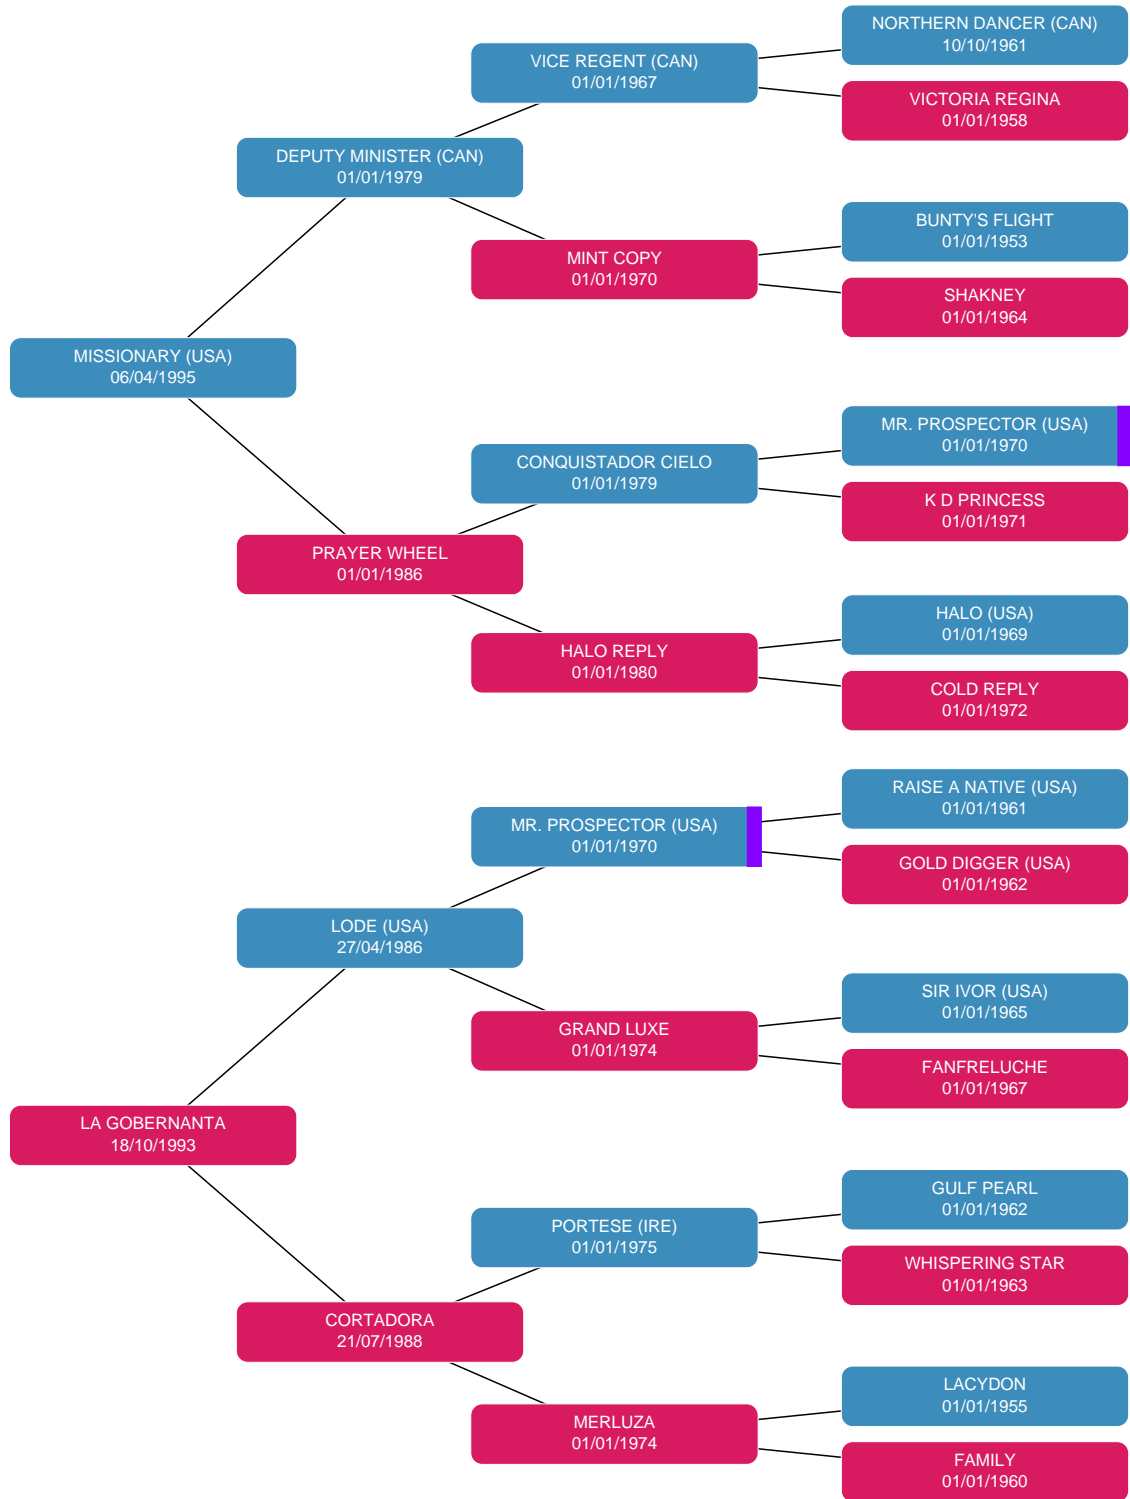 NORTHERN DANCER (CAN)
10/10/1961
VICE REGENT (CAN)
01/01/1967
VICTORIA REGINA
01/01/1958
DEPUTY MINISTER (CAN)
01/01/1979
BUNTY'S FLIGHT
01/01/1953
MINT COPY
01/01/1970
SHAKNEY
01/01/1964
MISSIONARY (USA)
06/04/1995
MR. PROSPECTOR (USA)
01/01/1970
CONQUISTADOR CIELO
01/01/1979
K D PRINCESS
01/01/1971
PRAYER WHEEL
01/01/1986
HALO (USA)
01/01/1969
HALO REPLY
01/01/1980
COLD REPLY
01/01/1972
RAISE A NATIVE (USA)
01/01/1961
MR. PROSPECTOR (USA)
01/01/1970
GOLD DIGGER (USA)
01/01/1962
LODE (USA)
27/04/1986
SIR IVOR (USA)
01/01/1965
GRAND LUXE
01/01/1974
FANFRELUCHE
01/01/1967
LA GOBERNANTA
18/10/1993
GULF PEARL
01/01/1962
PORTESE (IRE)
01/01/1975
WHISPERING STAR
01/01/1963
CORTADORA
21/07/1988
LACYDON
01/01/1955
MERLUZA
01/01/1974
FAMILY
01/01/1960